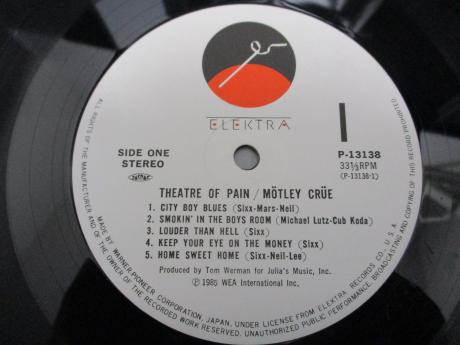 ELEKTRA
SIDE ONE
STEREO
1
P-13138
33⅓RPM
(P-13138-1)
THEATRE OF PAIN / MÖTLEY CRÜE
1. CITY BOY BLUES (Sixx-Mars-Neil)
2. SMOKIN' IN THE BOYS ROOM (Michael Lutz-Cub Koda)
3. LOUDER THAN HELL (Sixx)
4. KEEP YOUR EYE ON THE MONEY (Sixx)
5. HOME SWEET HOME (Sixx-Neil-Lee)
Produced by Tom Werman for Julia's Music, Inc.
Ⓟ 1985 WEA International Inc.
ALL RIGHTS OF THE MANUFACTURER AND OF THE OWNER OF THE RECORDED WORK RESERVED. UNAUTHORIZED PUBLIC PERFORMANCE, BROADCASTING AND COPYING OF THIS RECORD PROHIBITED
MADE BY WARNER-PIONEER CORPORATION, JAPAN, UNDER LICENSE FROM ELEKTRA RECORDS CO., U.S.A.